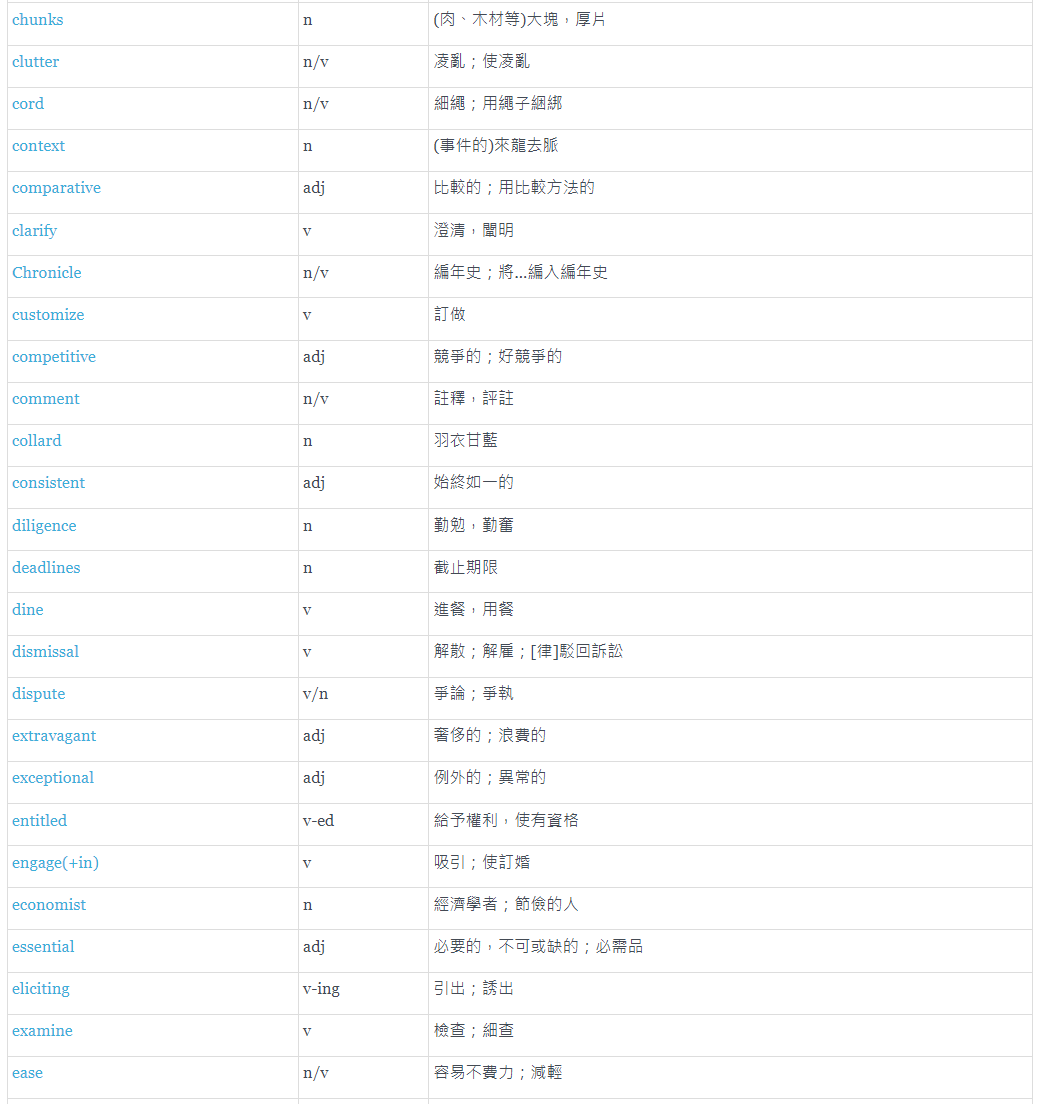 chunks n (肉、木材等)大塊，厚片
clutter n/v 凌亂；使凌亂
cord n/v 細繩；用繩子綑綁
context n (事件的)來龍去脈
comparative adj 比較的；用比較方法的
clarify v 澄清，闡明
Chronicle n/v 編年史；將...編入編年史
customize v 訂做
competitive adj 競爭的；好競爭的
comment n/v 註釋，評註
collard n 羽衣甘藍
consistent adj 始終如一的
diligence n 勤勉，勤奮
deadlines n 截止期限
dine v 進餐，用餐
dismissal v 解散；解雇；[律]駁回訴訟
dispute v/n 爭論；爭執
extravagant adj 奢侈的；浪費的
exceptional adj 例外的；異常的
entitled v-ed 給予權利，使有資格
engage(+in) v 吸引；使訂婚
economist n 經濟學者；節儉的人
essential adj 必要的，不可或缺的；必需品
eliciting v-ing 引出；誘出
examine v 檢查；細查
ease n/v 容易不費力；減輕